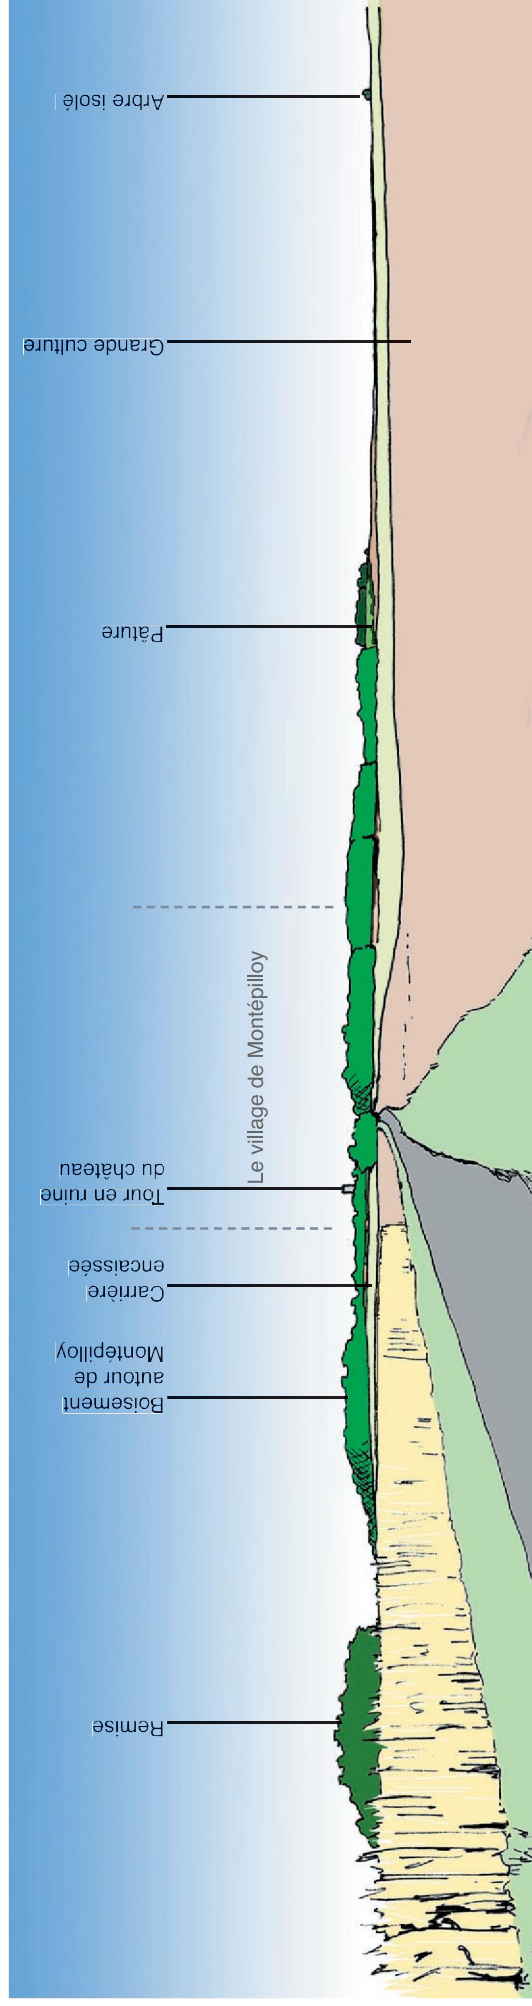 Remise
Boisement
autour de
Montépilloy
Carrière
encaissée
Tour en ruine
du château
Le village de Montépilloy
Pâture
Grande culture
Arbre isolé